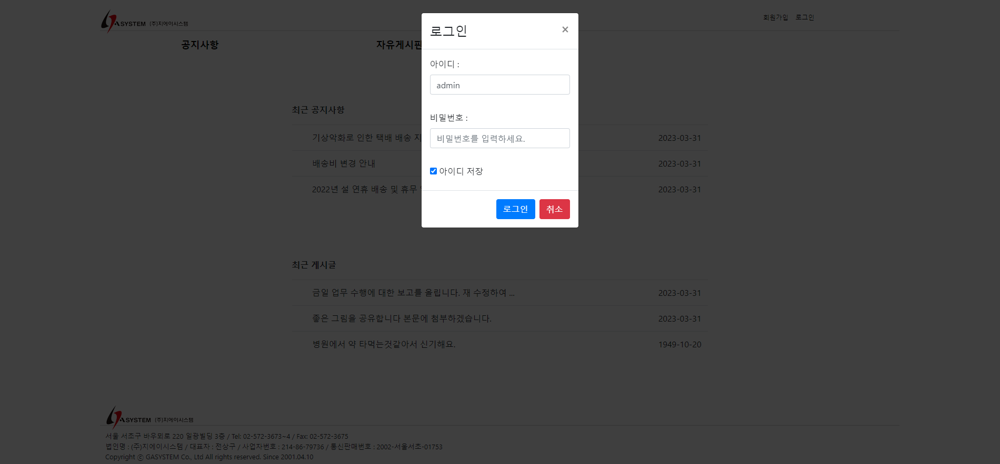 ASYSTEM (주)지에이시스템
회원가입 로그인
공지사항 자유게시판
로그인 ×
아이디 :
admin
비밀번호 :
비밀번호를 입력하세요.
아이디 저장
로그인 취소
최근 공지사항
기상악화로 인한 택배 배송 지 2023-03-31
배송비 변경 안내 2023-03-31
2022년 설 연휴 배송 및 휴무 2023-03-31
최근 게시글
금일 업무 수행에 대한 보고를 올립니다. 재 수정하여 ... 2023-03-31
좋은 그림을 공유합니다 본문에 첨부하겠습니다. 2023-03-31
병원에서 약 타먹는것같아서 신기해요. 1949-10-20
ASYSTEM (주)지에이시스템
서울 서초구 바우뫼로 220 일광빌딩 3층 / Tel: 02-572-3673~4 / Fax: 02-572-3675
법인명 : (주)지에이시스템 / 대표자 : 전상구 / 사업자번호 : 214-86-79736 / 통신판매번호 : 2002-서울서초-01753
Copyright ⓒ GASYSTEM Co., Ltd All rights reserved. Since 2001.04.10